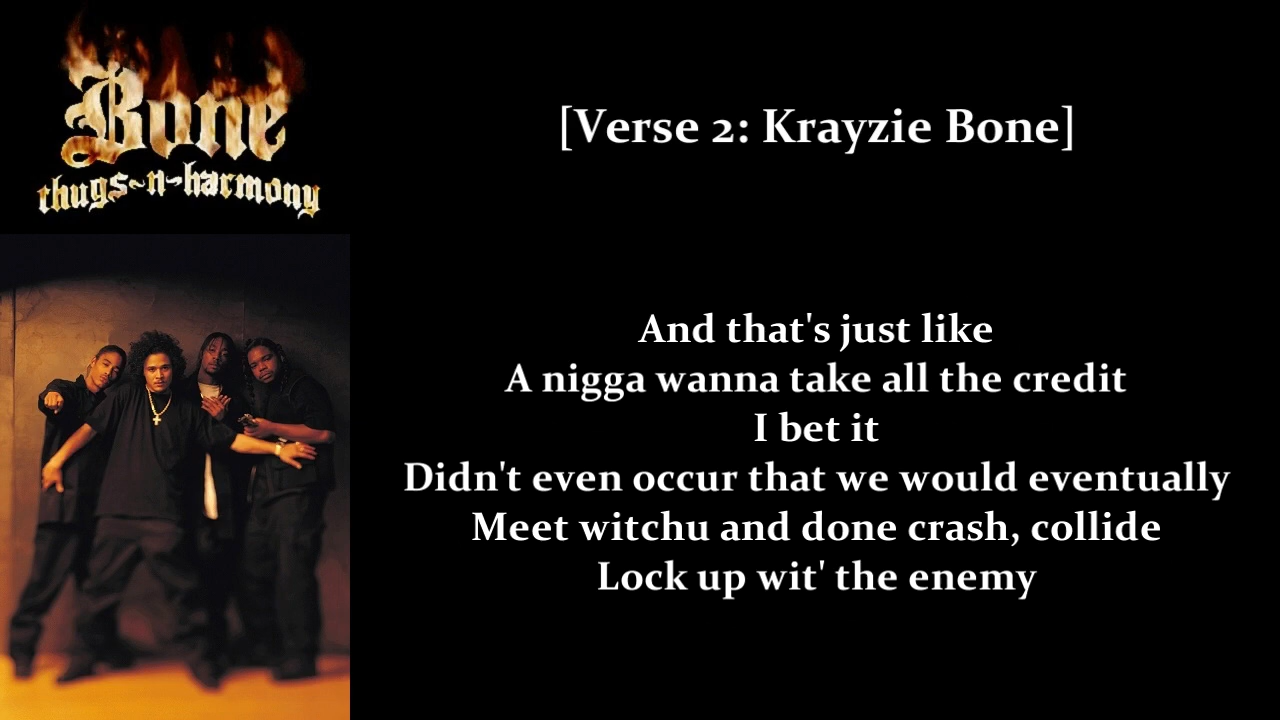 Bone
thugs~n~harmony
[Verse 2: Krayzie Bone]
And that's just like
A nigga wanna take all the credit
I bet it
Didn't even occur that we would eventually
Meet witchu and done crash, collide
Lock up wit' the enemy